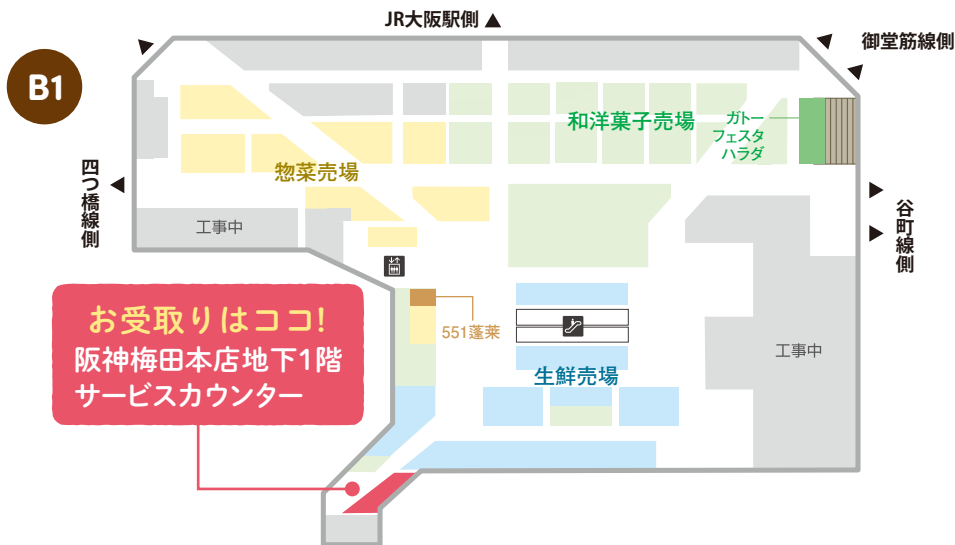 JR大阪駅側 ▲
御堂筋線側
B1
和洋菓子売場
ガトー
フェスタ
ハラダ
惣菜売場
四つ橋線側
谷町線側
工事中
お受取りはココ!
阪神梅田本店地下1階
サービスカウンター
551蓬莱
工事中
生鮮売場